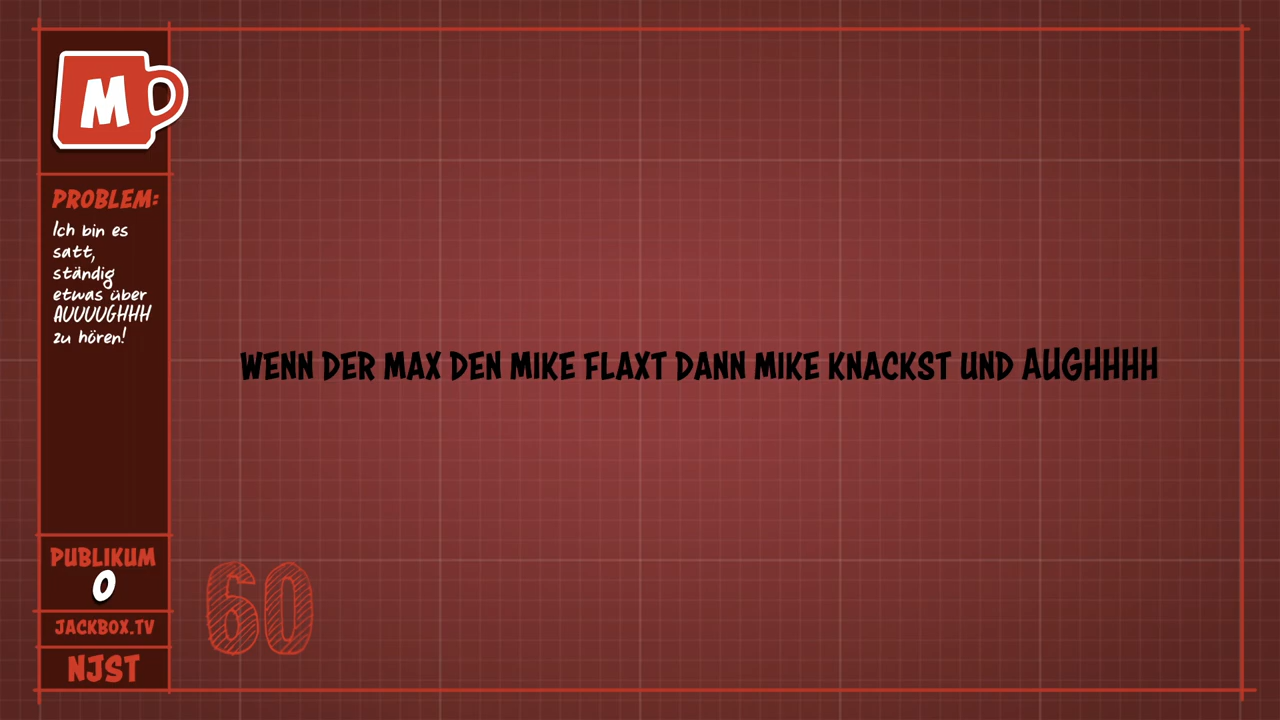 M
PROBLEM:
Ich bin es
satt,
ständig
etwas über
AUUUUGHHH
zu hören!
WENN DER MAX DEN MIKE FLAXT DANN MIKE KNACKST UND AUGHHHH
PUBLIKUM
0
60
JACKBOX.TV
NJST